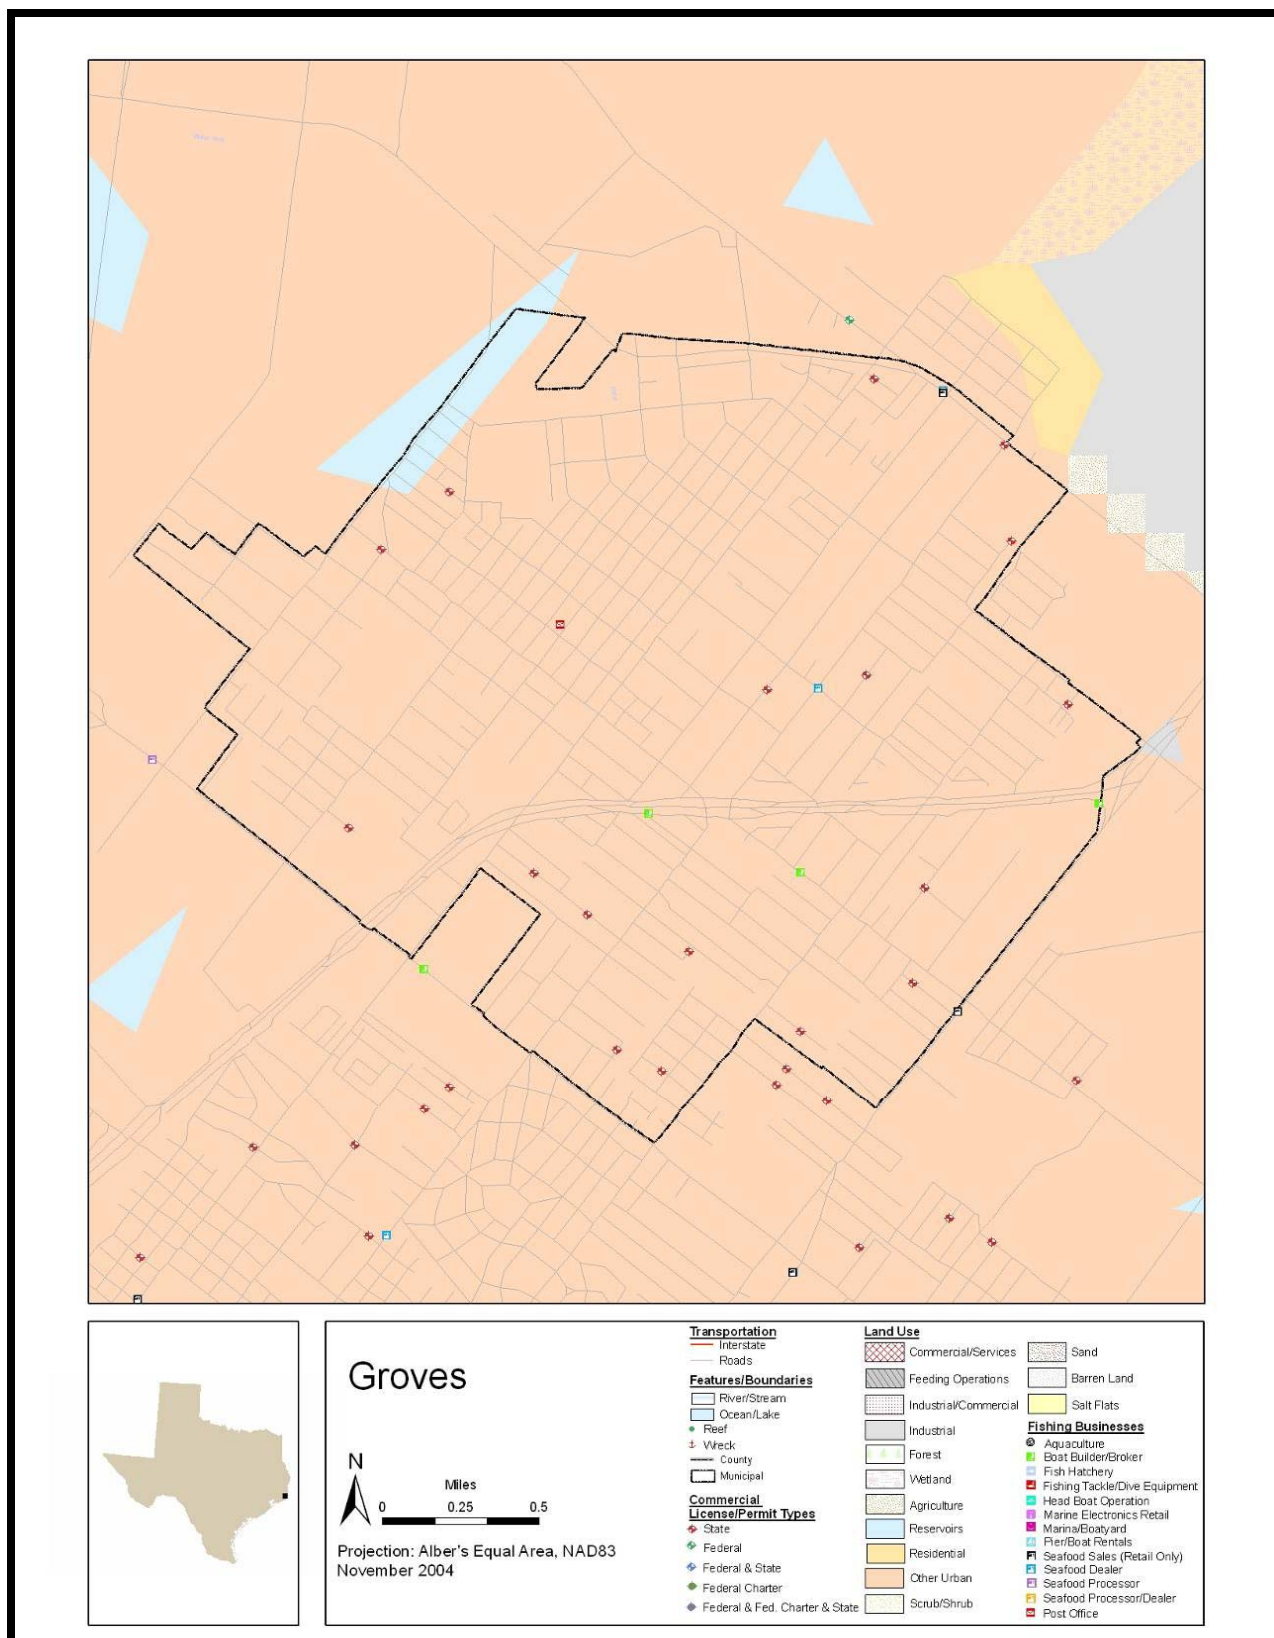 Groves
N
Miles
0 0.25 0.5
Projection: Alber's Equal Area, NAD83
November 2004
Transportation
Interstate
Roads
Features/Boundaries
River/Stream
Ocean/Lake
Reef
Wreck
County
Municipal
Commercial
License/Permit Types
State
Federal
Federal & State
Federal Charter
Federal & Fed. Charter & State
Land Use
Commercial/Services
Feeding Operations
Industrial/Commercial
Industrial
Forest
Wetland
Agriculture
Reservoirs
Residential
Other Urban
Scrub/Shrub
Sand
Barren Land
Salt Flats
Fishing Businesses
Aquaculture
Boat Builder/Broker
Fish Hatchery
Fishing Tackle/Dive Equipment
Head Boat Operation
Marine Electronics Retail
Marina/Boatyard
Pier/Boat Rentals
Seafood Sales (Retail Only)
Seafood Dealer
Seafood Processor
Seafood Processor/Dealer
Post Office